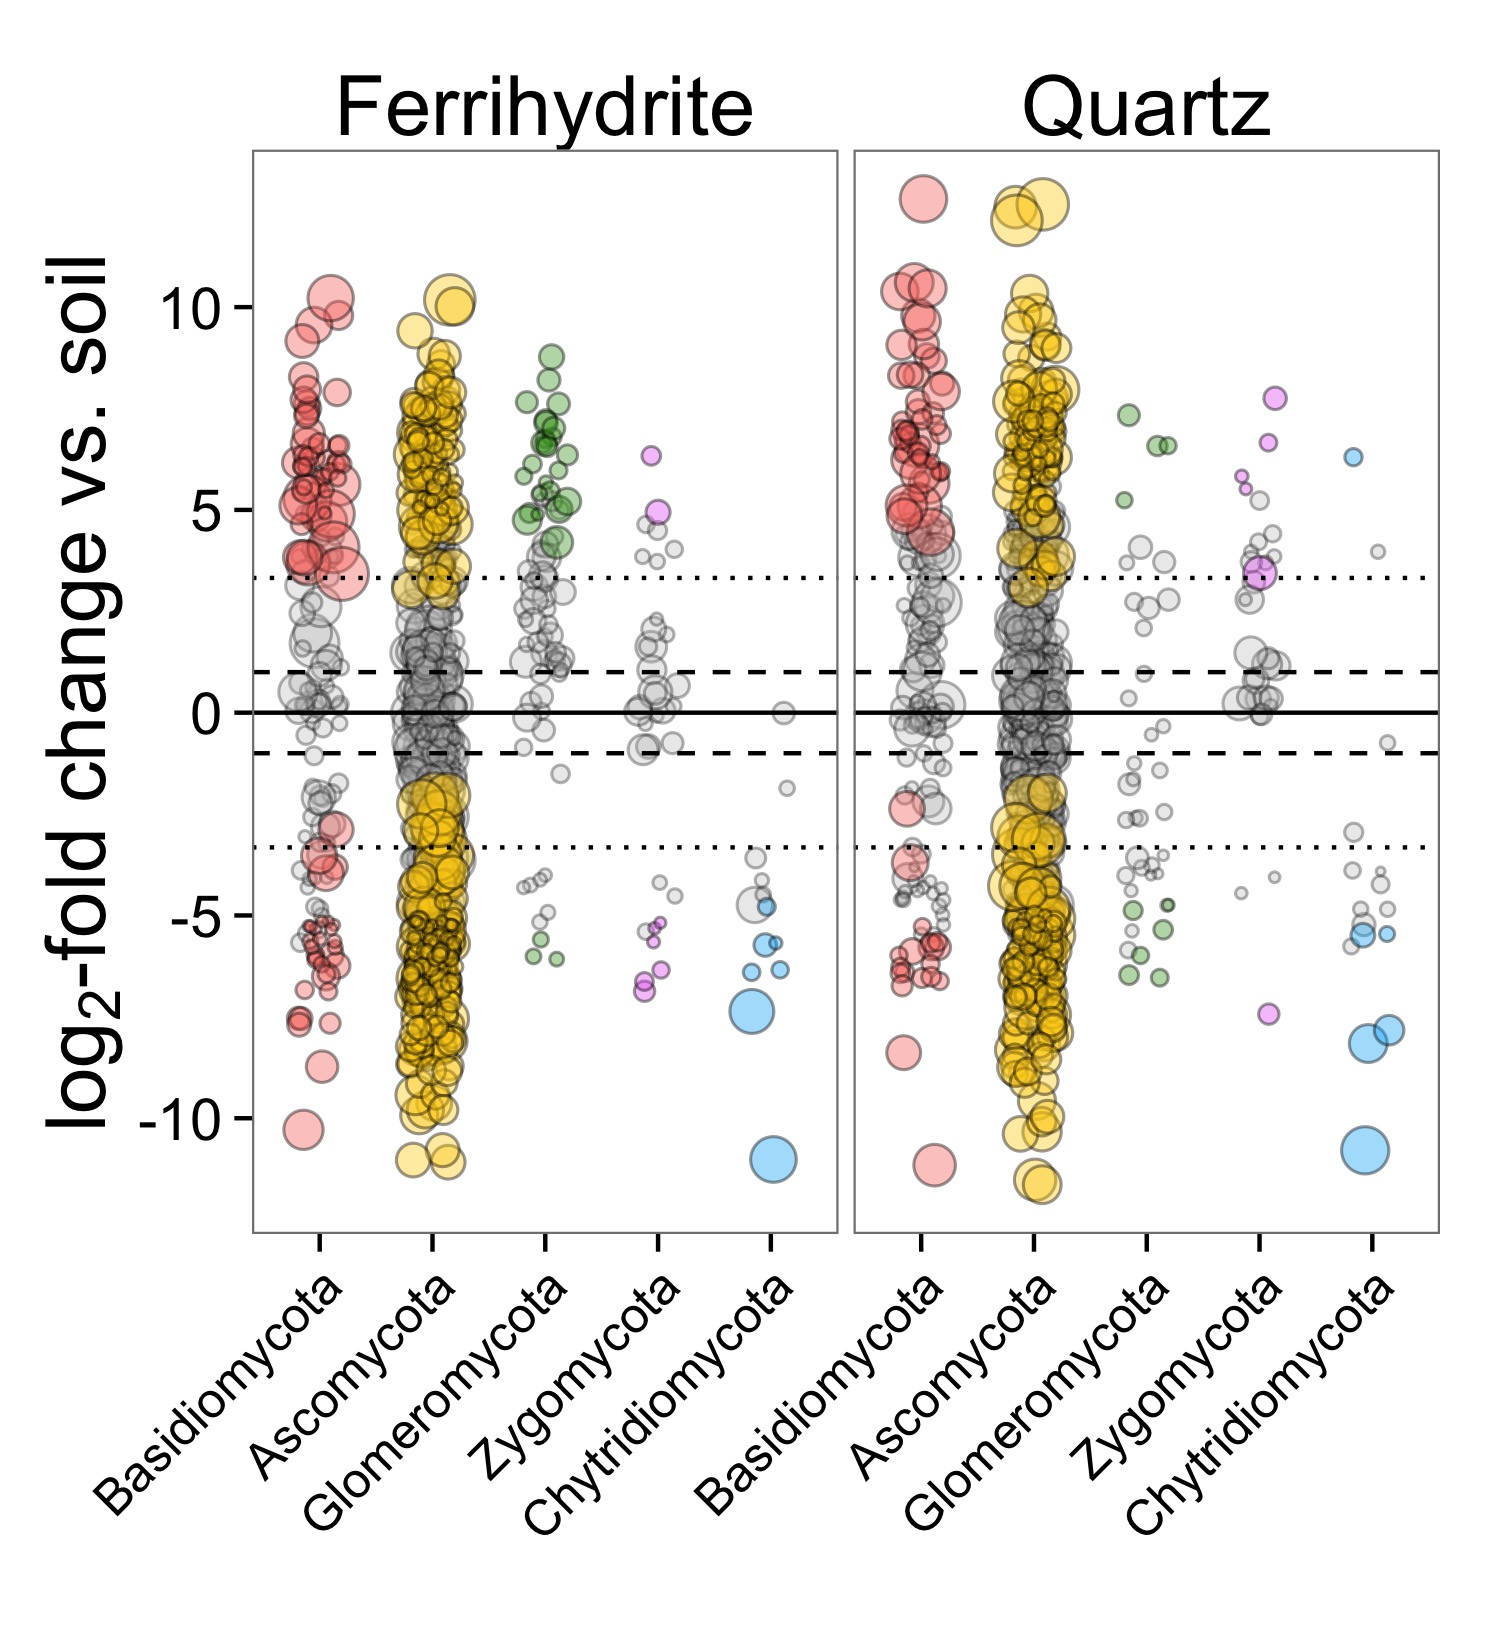 Ferrihydrite Quartz
log2-fold change vs. soil
10
5
0
-5
-10
Basidiomycota
Ascomycota
Glomeromycota
Zygomycota
Chytridiomycota
Basidiomycota
Ascomycota
Glomeromycota
Zygomycota
Chytridiomycota